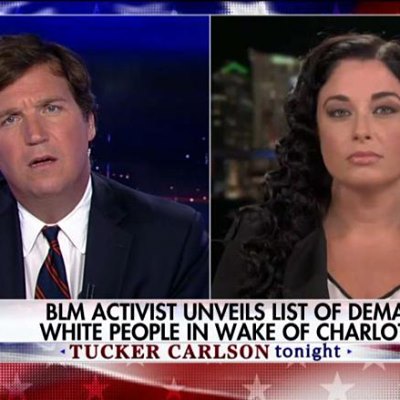 BLM ACTIVIST UNVEILS LIST OF DEMA
WHITE PEOPLE IN WAKE OF CHARLOT
TUCKER CARLSON tonight